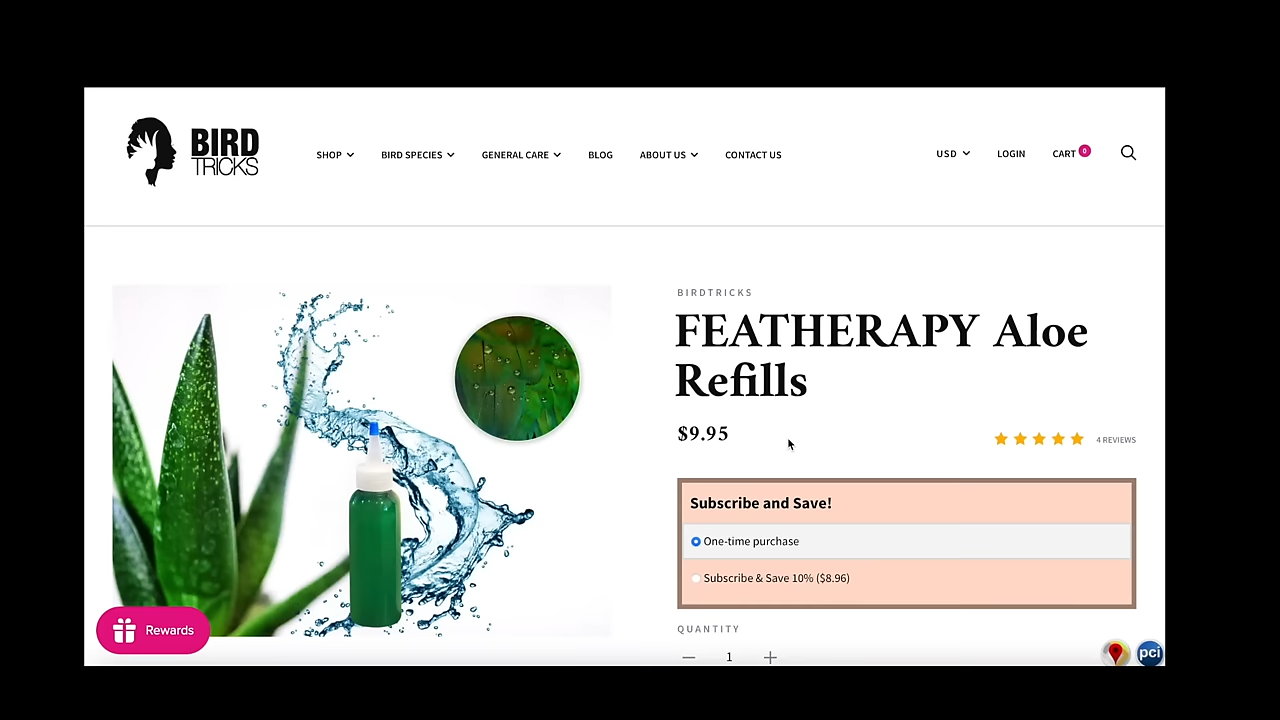 BIRD
TRICKS
SHOP
BIRD SPECIES
GENERAL CARE
BLOG
ABOUT US
CONTACT US
USD
LOGIN
CART 0
BIRDTRICKS
FEATHERAPY Aloe
Refills
$9.95
4 REVIEWS
Subscribe and Save!
One-time purchase
Subscribe & Save 10% ($8.96)
QUANTITY
1
Rewards
pci